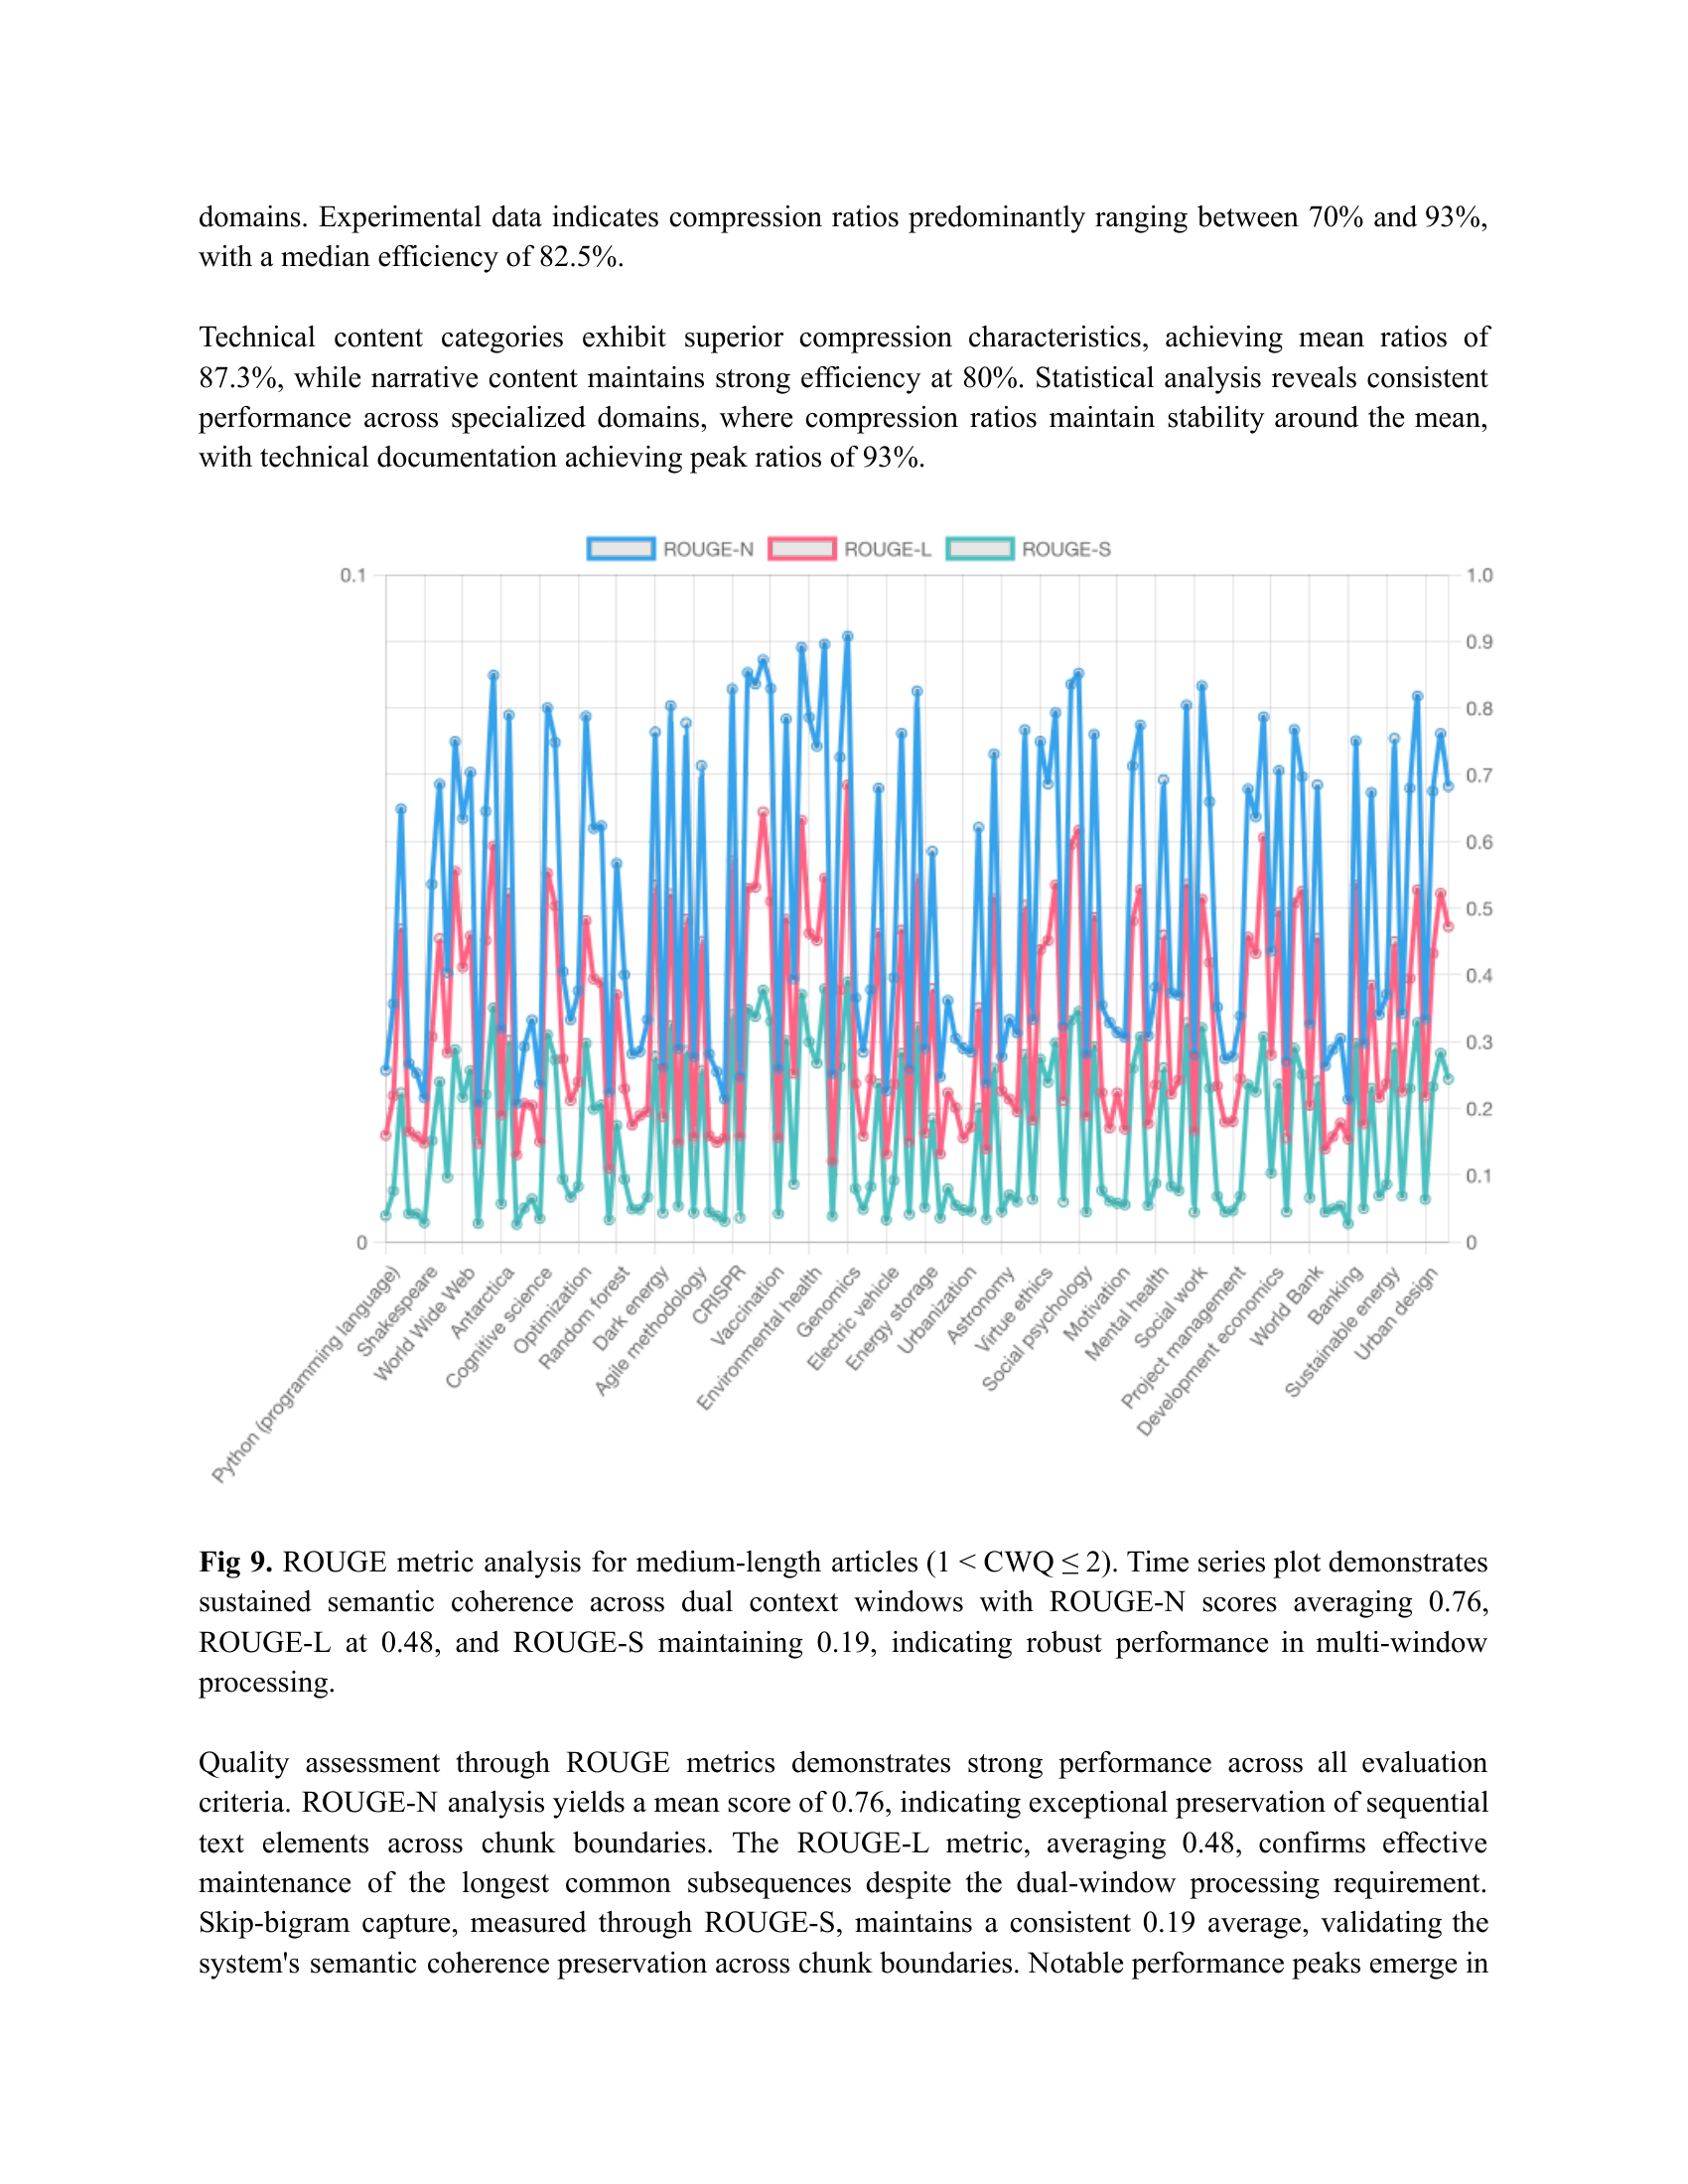 domains. Experimental data indicates compression ratios predominantly ranging between 70% and 93%,
with a median efficiency of 82.5%.
Technical content categories exhibit superior compression characteristics, achieving mean ratios of
87.3%, while narrative content maintains strong efficiency at 80%. Statistical analysis reveals consistent
performance across specialized domains, where compression ratios maintain stability around the mean,
with technical documentation achieving peak ratios of 93%.
ROUGE-N ROUGE-L ROUGE-S
0.1
0
1.0
0.9
0.8
0.7
0.6
0.5
0.4
0.3
0.2
0.1
0
Python (programming language)
Shakespeare
World Wide Web
Antarctica
Cognitive science
Optimization
Random forest
Dark energy
Agile methodology
CRISPR
Vaccination
Environmental health
Genomics
Electric vehicle
Energy storage
Urbanization
Astronomy
Virtue ethics
Social psychology
Motivation
Mental health
Social work
Project management
Development economics
World Bank
Banking
Sustainable energy
Urban design
Fig 9. ROUGE metric analysis for medium-length articles (1 < CWQ ≤ 2). Time series plot demonstrates
sustained semantic coherence across dual context windows with ROUGE-N scores averaging 0.76,
ROUGE-L at 0.48, and ROUGE-S maintaining 0.19, indicating robust performance in multi-window
processing.
Quality assessment through ROUGE metrics demonstrates strong performance across all evaluation
criteria. ROUGE-N analysis yields a mean score of 0.76, indicating exceptional preservation of sequential
text elements across chunk boundaries. The ROUGE-L metric, averaging 0.48, confirms effective
maintenance of the longest common subsequences despite the dual-window processing requirement.
Skip-bigram capture, measured through ROUGE-S, maintains a consistent 0.19 average, validating the
system's semantic coherence preservation across chunk boundaries. Notable performance peaks emerge in